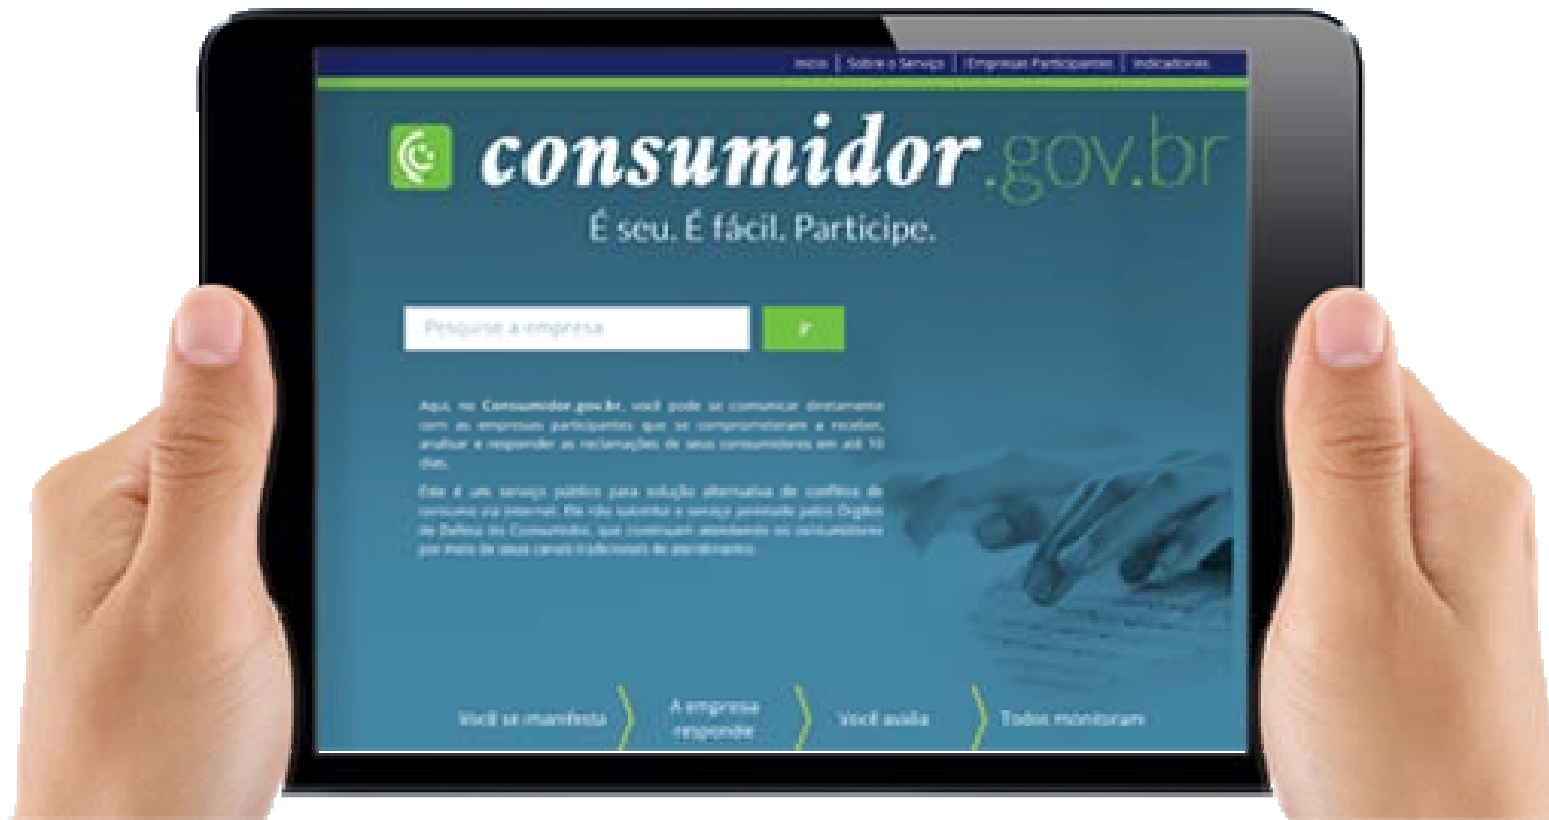 Início | Sobre o Serviço | Empresas Participantes | Indicadores
consumidor.gov.br
É seu. É fácil. Participe.
Pesquise a empresa
Ir
Aqui, no Consumidor.gov.br, você pode se comunicar diretamente
com as empresas participantes que se comprometeram a receber,
analisar e responder as reclamações de seus consumidores em até 10
dias.
Este é um serviço público para solução alternativa de conflitos de
consumo via internet. Ele não substitui o serviço prestado pelos Órgãos
de Defesa do Consumidor, que continuam atendendo os consumidores
por meio de seus canais tradicionais de atendimento.
Você se manifesta
A empresa
responde
Você avalia
Todos monitoram